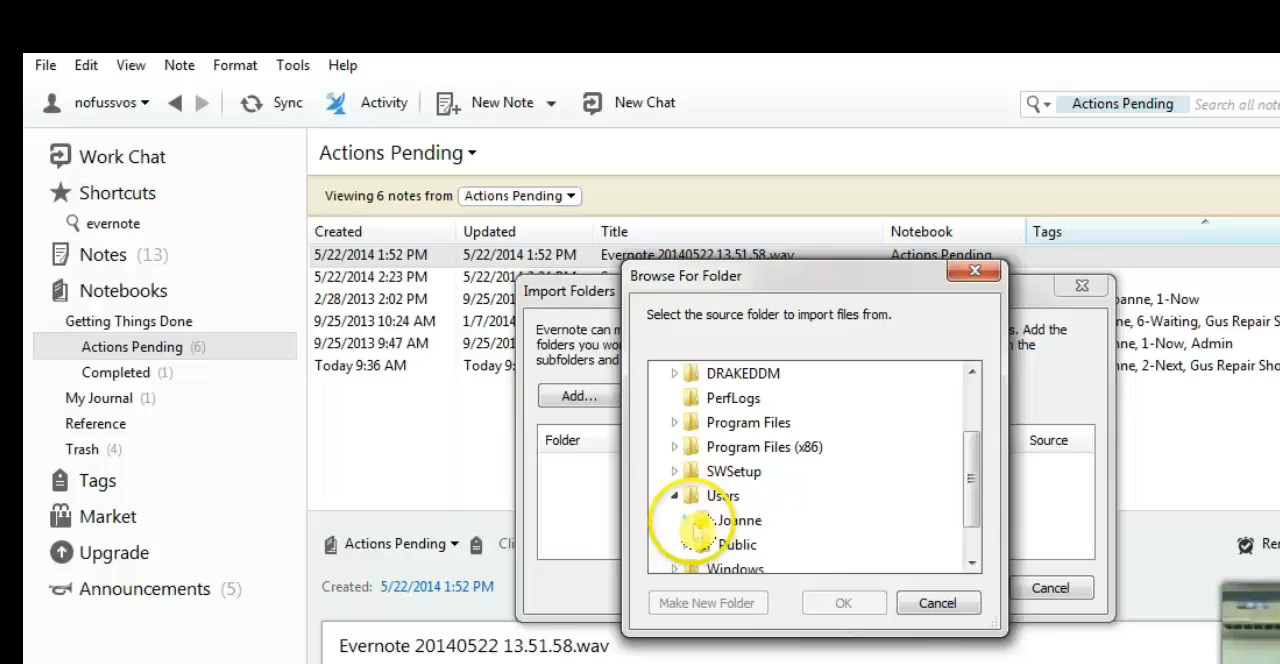 File Edit View Note Format Tools Help
nofussvos Sync Activity New Note New Chat Actions Pending
Work Chat
Shortcuts
evernote
Notes (13)
Notebooks
Getting Things Done
Actions Pending (6)
Completed (1)
My Journal (1)
Reference
Trash (4)
Tags
Market
Upgrade
Announcements (5)
Actions Pending
Viewing 6 notes from Actions Pending
Created Updated Title Notebook Tags
5/22/2014 1:52 PM 5/22/2014 1:52 PM Evernote 20140522 13.51.58.wav Actions Pending
5/22/2014 2:23 PM
2/28/2013 2:02 PM 1-Now
9/25/2013 10:24 AM 6-Waiting, Gus Repair
9/25/2013 9:47 AM 1-Now, Admin
Today 9:36 AM Today 2-Next, Gus Repair
Import Folders
Evernote can
folders you
subfolders and
Add the
the
Add...
Folder Source
Cancel
Browse For Folder
Select the source folder to import files from.
DRAKEDDM
PerfLogs
Program Files
Program Files (x86)
SWSetup
Users
Joanne
Public
Windows
Make New Folder OK Cancel
Actions Pending
Created: 5/22/2014 1:52 PM
Evernote 20140522 13.51.58.wav